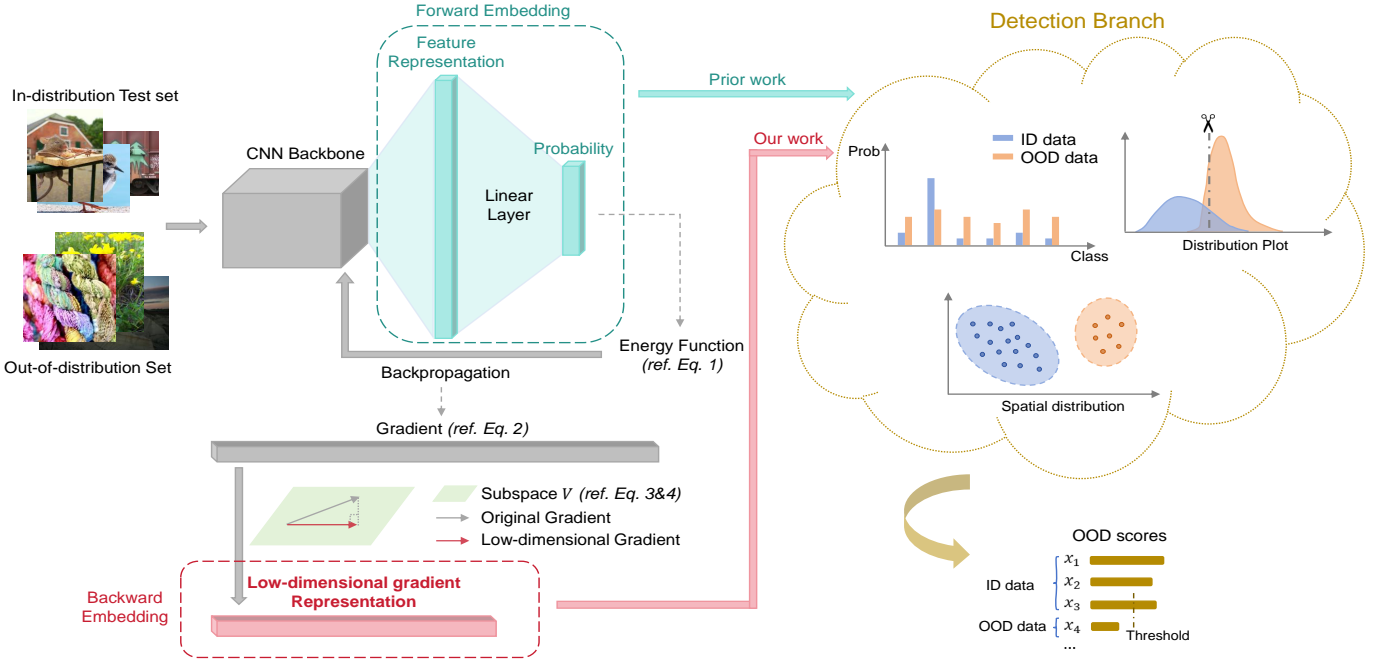 Forward Embedding
Detection Branch
Feature
Representation
Prior work
In-distribution Test set
Our work
ID data
OOD data
Prob
CNN Backbone
Probability
Linear
Layer
Class
Distribution Plot
Energy Function
(ref. Eq. 1)
Out-of-distribution Set
Backpropagation
Spatial distribution
Gradient (ref. Eq. 2)
Subspace V (ref. Eq. 3&4)
Original Gradient
Low-dimensional Gradient
OOD scores
x₁
ID data
x₂
x₃
OOD data
x₄
Threshold
...
Low-dimensional gradient
Representation
Backward
Embedding